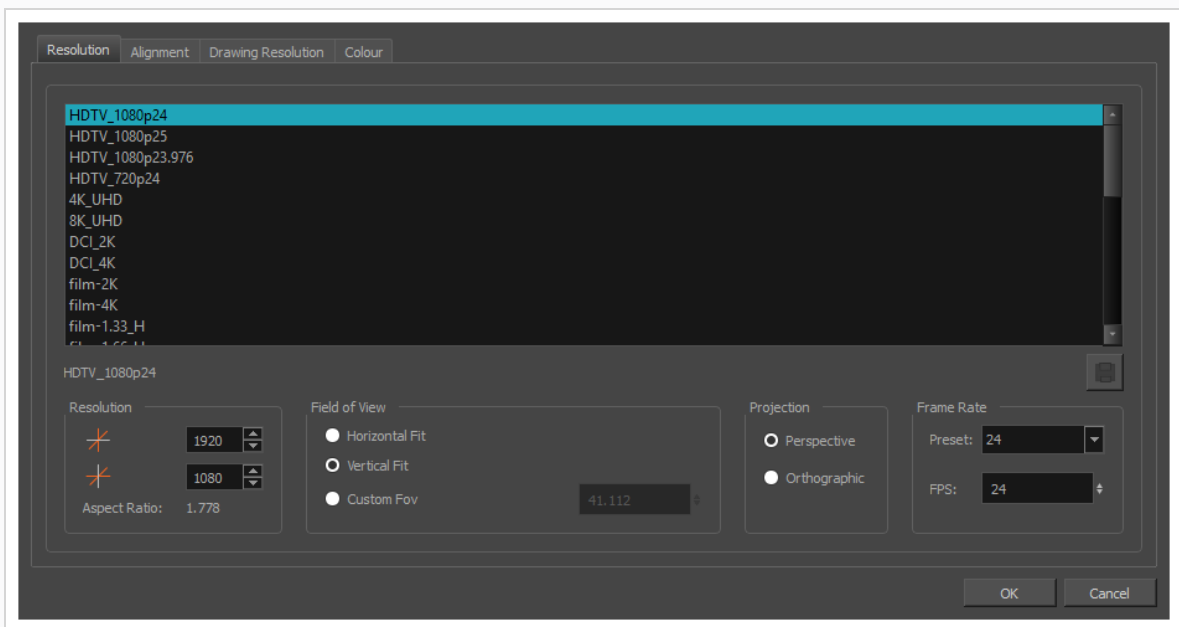 Resolution Alignment Drawing Resolution Colour
HDTV_1080p24
HDTV_1080p25
HDTV_1080p23.976
HDTV_720p24
4K_UHD
8K_UHD
DCI_2K
DCI_4K
film-2K
film-4K
film-1.33_H
HDTV_1080p24
Resolution Field of View Projection Frame Rate
1920 Horizontal Fit Perspective Preset: 24
Vertical Fit
1080 Custom Fov 41.112 Orthographic FPS: 24
Aspect Ratio: 1.778
OK Cancel